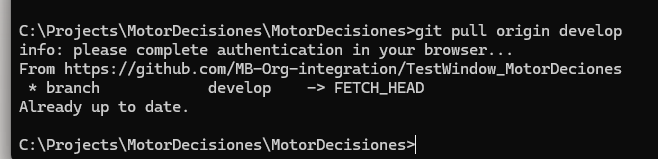 C:\Projects\MotorDecisiones\MotorDecisiones>git pull origin develop
info: please complete authentication in your browser...
From https://github.com/MB-Org-integration/TestWindow_MotorDeciones
 * branch            develop    -> FETCH_HEAD
Already up to date.
C:\Projects\MotorDecisiones\MotorDecisiones>